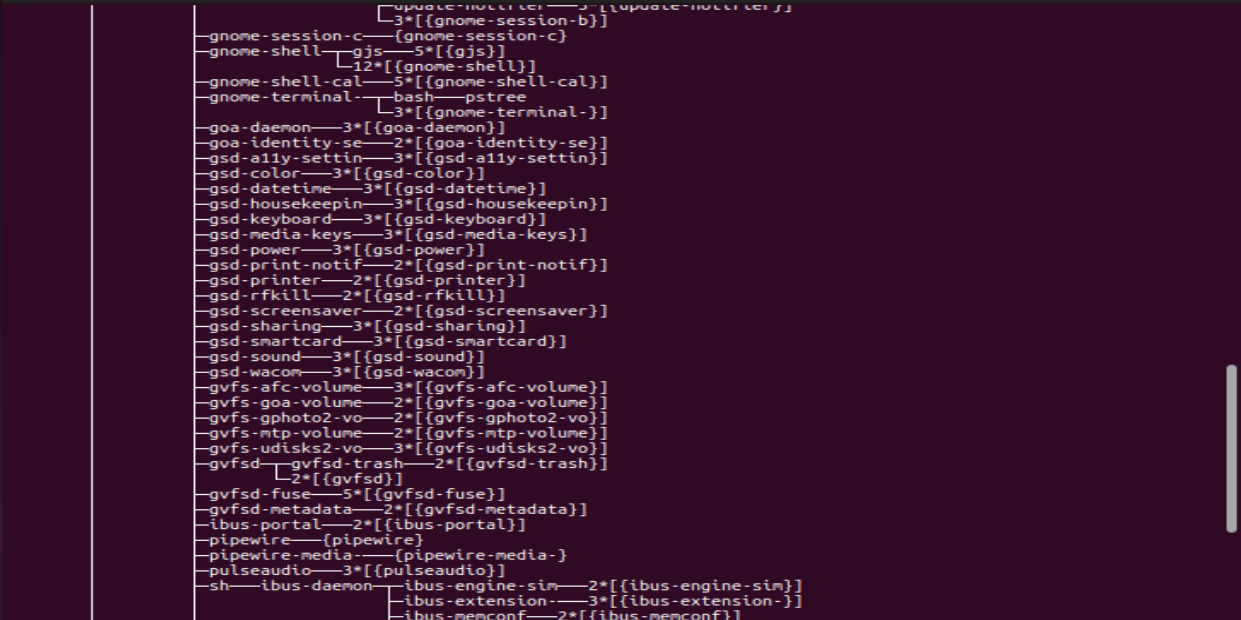 update-notifier───3*[{update-notifier}]
└─3*[{gnome-session-b}]
├─gnome-session-c───{gnome-session-c}
├─gnome-shell─┬─gjs───5*[{gjs}]
└─12*[{gnome-shell}]
├─gnome-shell-cal───5*[{gnome-shell-cal}]
├─gnome-terminal-─┬─bash───pstree
└─3*[{gnome-terminal-}]
├─goa-daemon───3*[{goa-daemon}]
├─goa-identity-se───2*[{goa-identity-se}]
├─gsd-a11y-settin───3*[{gsd-a11y-settin}]
├─gsd-color───3*[{gsd-color}]
├─gsd-datetime───3*[{gsd-datetime}]
├─gsd-housekeepin───3*[{gsd-housekeepin}]
├─gsd-keyboard───3*[{gsd-keyboard}]
├─gsd-media-keys───3*[{gsd-media-keys}]
├─gsd-power───3*[{gsd-power}]
├─gsd-print-notif───2*[{gsd-print-notif}]
├─gsd-printer───2*[{gsd-printer}]
├─gsd-rfkill───2*[{gsd-rfkill}]
├─gsd-screensaver───2*[{gsd-screensaver}]
├─gsd-sharing───3*[{gsd-sharing}]
├─gsd-smartcard───3*[{gsd-smartcard}]
├─gsd-sound───3*[{gsd-sound}]
├─gsd-wacom───3*[{gsd-wacom}]
├─gvfs-afc-volume───3*[{gvfs-afc-volume}]
├─gvfs-goa-volume───2*[{gvfs-goa-volume}]
├─gvfs-gphoto2-vo───2*[{gvfs-gphoto2-vo}]
├─gvfs-mtp-volume───2*[{gvfs-mtp-volume}]
├─gvfs-udisks2-vo───3*[{gvfs-udisks2-vo}]
├─gvfsd─┬─gvfsd-trash───2*[{gvfsd-trash}]
└─2*[{gvfsd}]
├─gvfsd-fuse───5*[{gvfsd-fuse}]
├─gvfsd-metadata───2*[{gvfsd-metadata}]
├─ibus-portal───2*[{ibus-portal}]
├─pipewire───{pipewire}
├─pipewire-media-───{pipewire-media-}
├─pulseaudio───3*[{pulseaudio}]
├─sh───ibus-daemon─┬─ibus-engine-sim───2*[{ibus-engine-sim}]
├─ibus-extension-───3*[{ibus-extension-}]
├─ibus-memconf───2*[{ibus-memconf}]